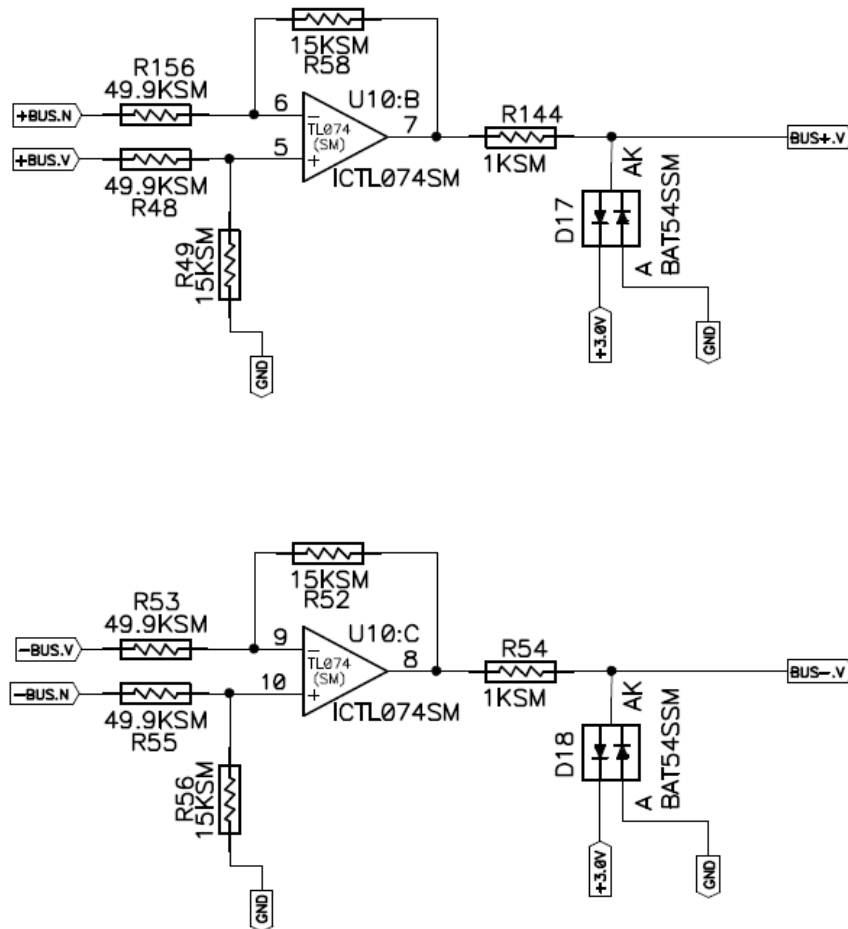 15KSM
R58
R156
49.9KSM
+BUS.N
6
U10:B
7
R144
TL074
(SM)
BUS+.V
+BUS.V
5
49.9KSM
R48
ICTL074SM
1KSM
AK
R49
15KSM
D17
A
BAT54SSM
GND
+3.0V
GND
15KSM
R52
R53
49.9KSM
-BUS.V
9
U10:C
8
R54
TL074
(SM)
BUS-.V
-BUS.N
10
49.9KSM
R55
ICTL074SM
1KSM
AK
R56
15KSM
D18
A
BAT54SSM
GND
+3.0V
GND